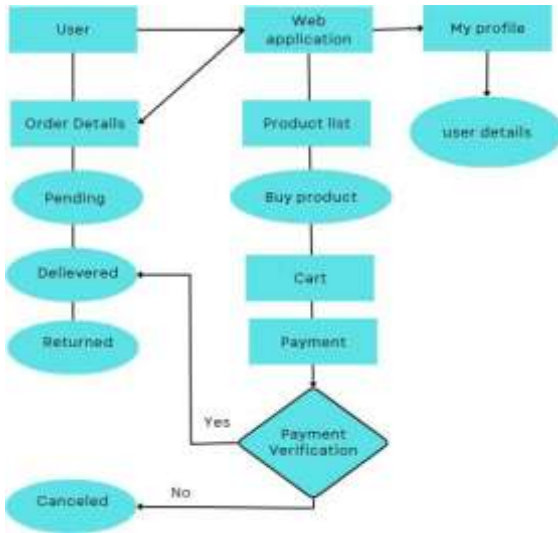 User
Web
application
My profile
Order Details
Product list
user details
Pending
Buy product
Delievered
Cart
Returned
Payment
Yes
Payment
Verification
No
Canceled